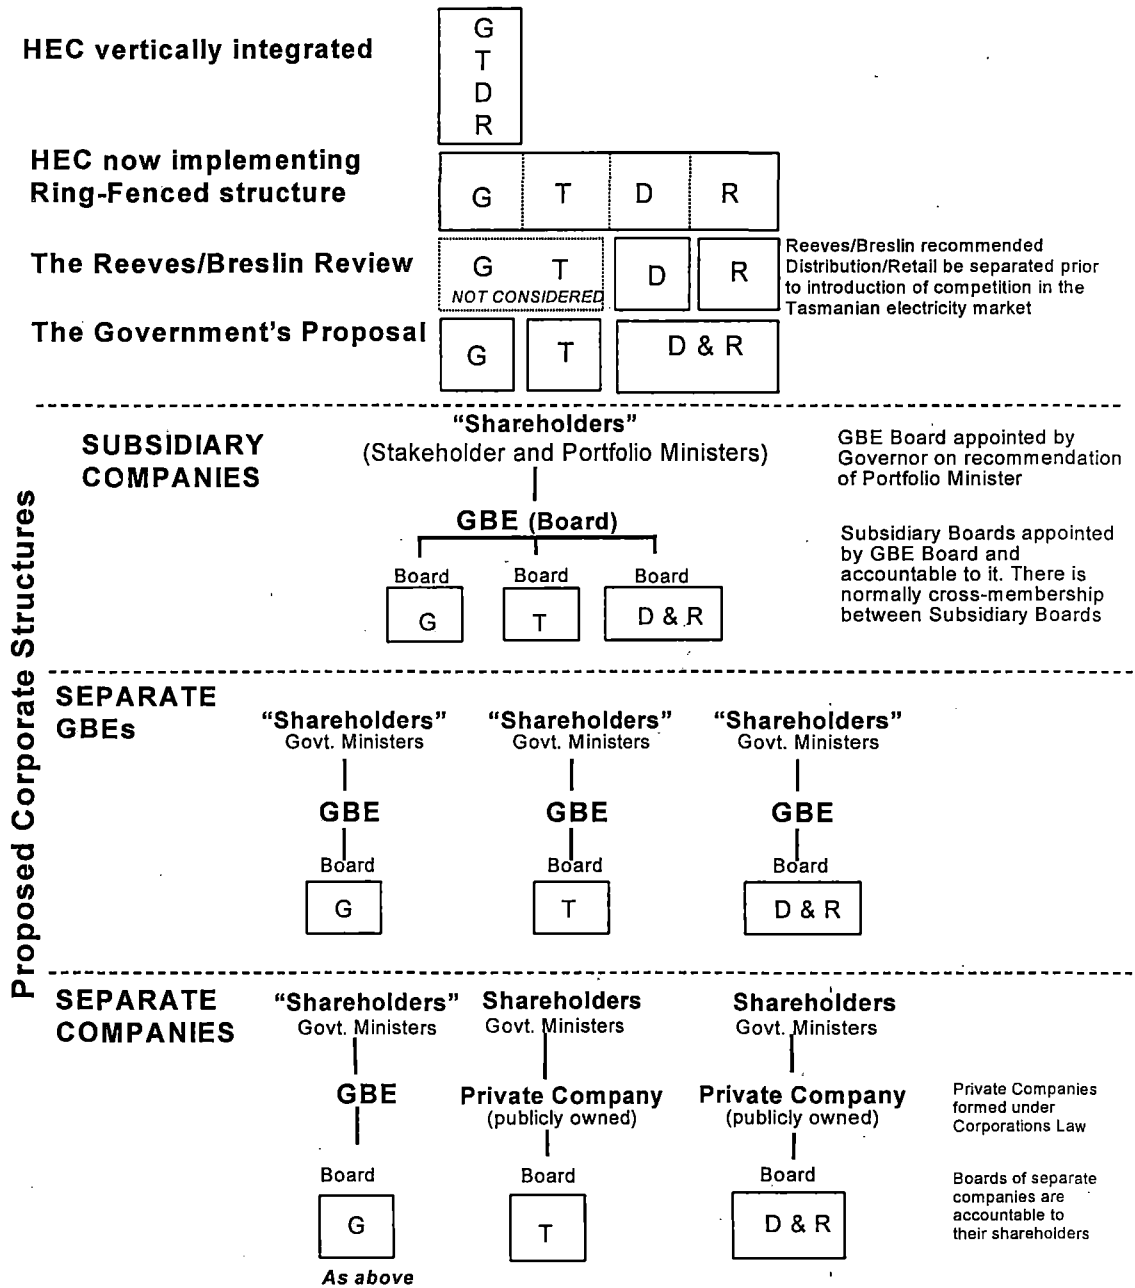 HEC vertically integrated
G
T
D
R
HEC now implementing
Ring-Fenced structure
G T D R
The Reeves/Breslin Review
G T
NOT CONSIDERED
D
R
Reeves/Breslin recommended
Distribution/Retail be separated prior
to introduction of competition in the
Tasmanian electricity market
The Government's Proposal
G
T
D & R
Proposed Corporate Structures
SUBSIDIARY
COMPANIES
"Shareholders"
(Stakeholder and Portfolio Ministers)
GBE (Board)
Board Board Board
G T D & R
GBE Board appointed by
Governor on recommendation
of Portfolio Minister
Subsidiary Boards appointed
by GBE Board and
accountable to it. There is
normally cross-membership
between Subsidiary Boards
SEPARATE
GBEs
"Shareholders" "Shareholders" "Shareholders"
Govt. Ministers Govt. Ministers Govt. Ministers
GBE GBE GBE
Board Board Board
G T D & R
SEPARATE
COMPANIES
"Shareholders" Shareholders Shareholders
Govt. Ministers Govt. Ministers Govt. Ministers
GBE Private Company Private Company
(publicly owned) (publicly owned)
Board Board Board
G T D & R
As above
Private Companies
formed under
Corporations Law
Boards of separate
companies are
accountable to
their shareholders